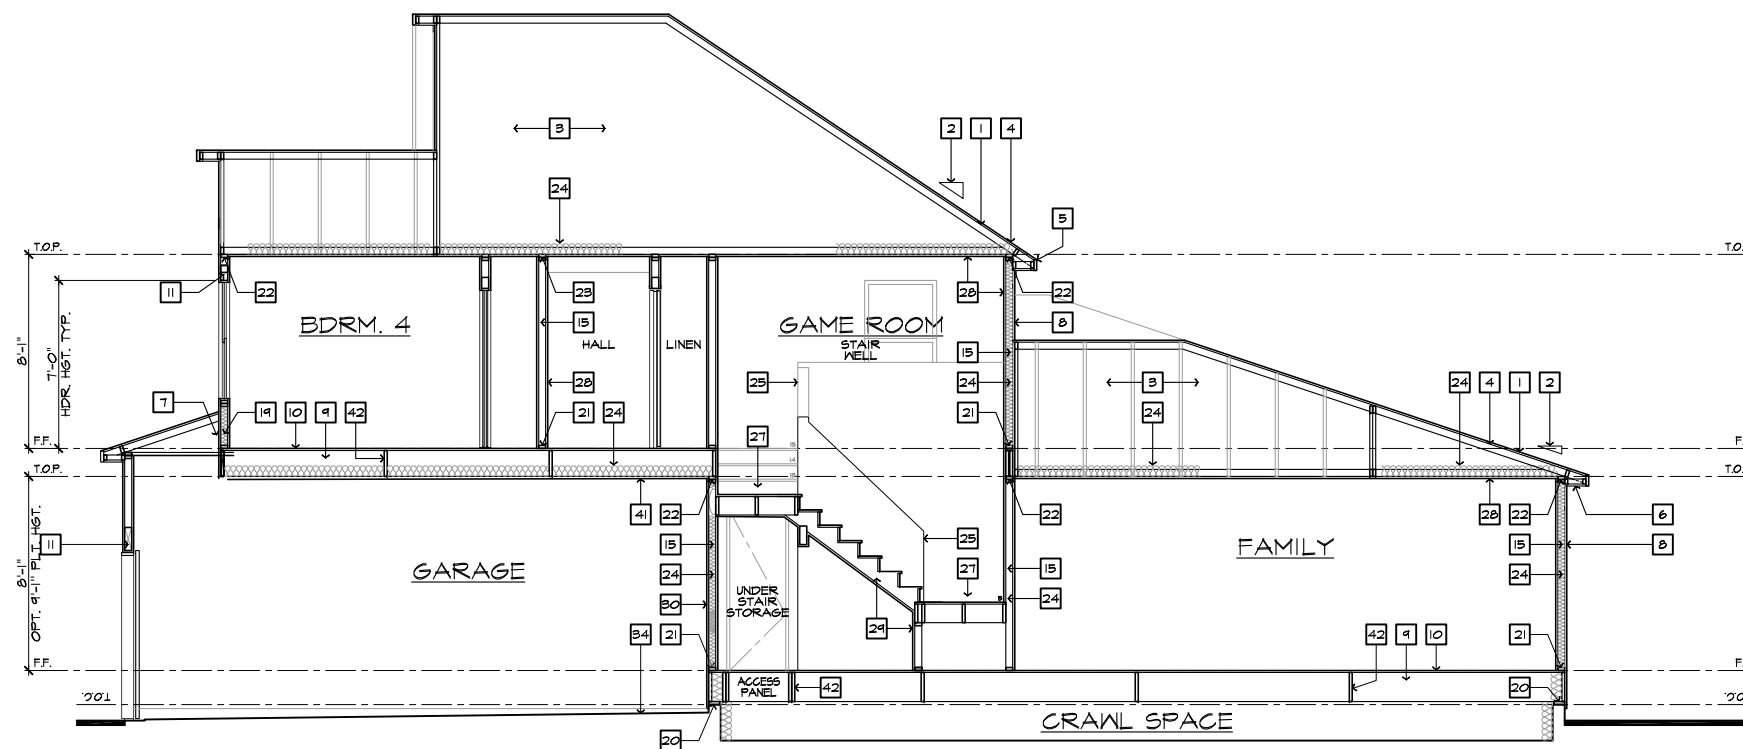 2
1
4
3
24
5
T.O.P.
T.O.
11
22
23
28
22
BDRM. 4
15
HALL
LINEN
GAME ROOM
STAIR
WELL
8
15
8'-1"
7'-0"
HDR. HGT. TYP.
28
25
24
3
24
4
1
2
7
19
10
9
42
21
24
27
21
24
F.F.
F.
15
14
13
T.O.P.
T.O.
41
22
22
28
22
6
11
15
25
FAMILY
15
8
8'-1"
OPT. 9'-1" PLT. HGT.
GARAGE
24
27
15
24
UNDER
STAIR
STORAGE
30
24
29
34
21
42
9
10
21
F.F.
F.
T.O.C.
ACCESS
PANEL
42
20
CRAWL SPACE
20